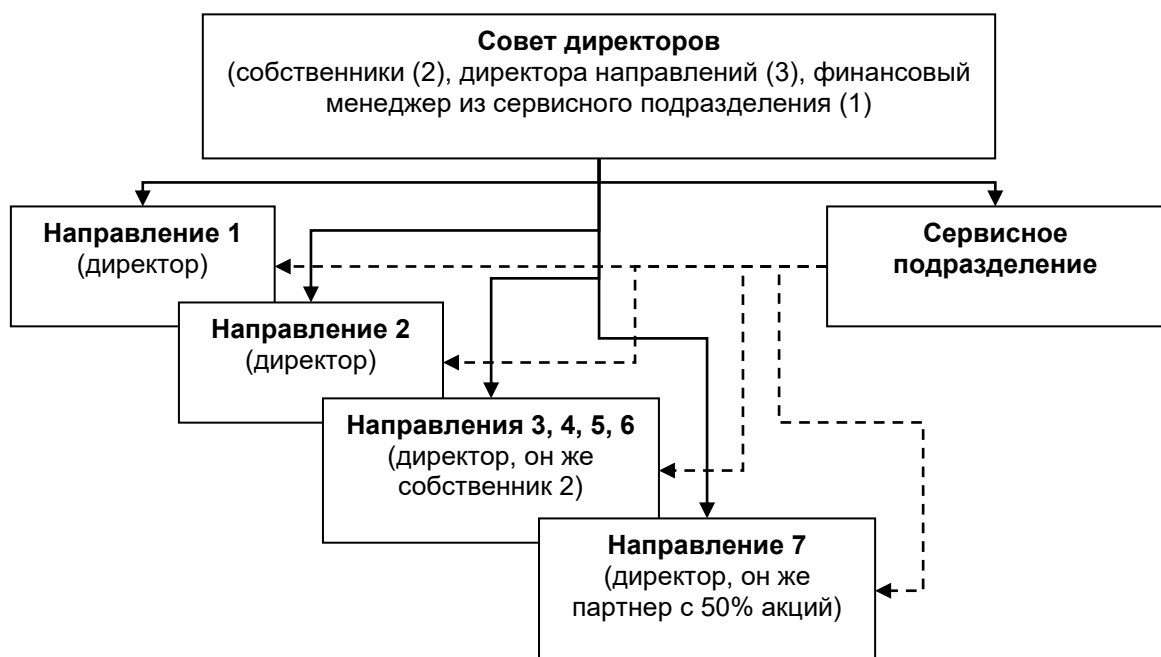 Совет директоров
(собственники (2), директора направлений (3), финансовый
менеджер из сервисного подразделения (1)
Направление 1
(директор)
Сервисное
подразделение
Направление 2
(директор)
Направления 3, 4, 5, 6
(директор, он же
собственник 2)
Направление 7
(директор, он же
партнер с 50% акций)